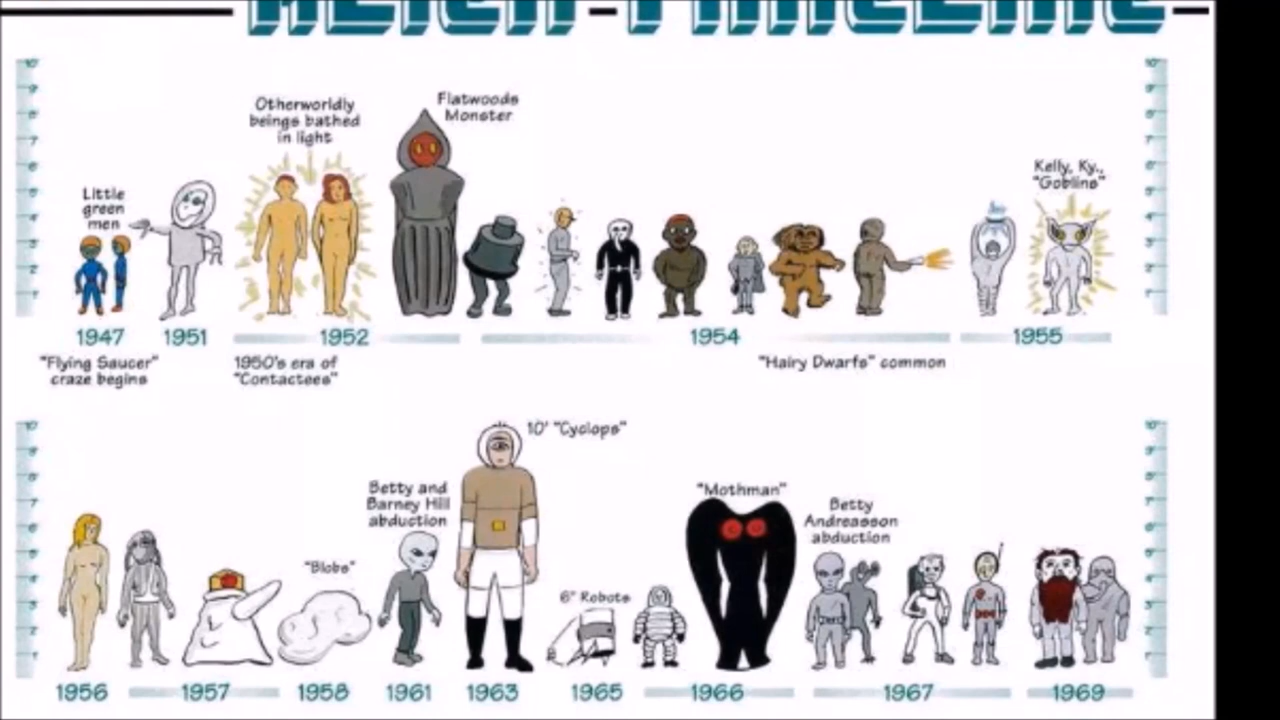 ALIEN-TIMELINE-
Otherworldly
beings bathed
in light
Flatwoods
Monster
Little
green
men
Kelly, Ky.,
"Goblins"
1947
1951
1952
1954
1955
"Flying Saucer"
craze begins
1950's era of
"Contactees"
"Hairy Dwarfs" common
10' "Cyclops"
Betty and
Barney Hill
abduction
"Mothman"
Betty
Andreasson
abduction
"Blobs"
6" Robots
1956
1957
1958
1961
1963
1965
1966
1967
1969